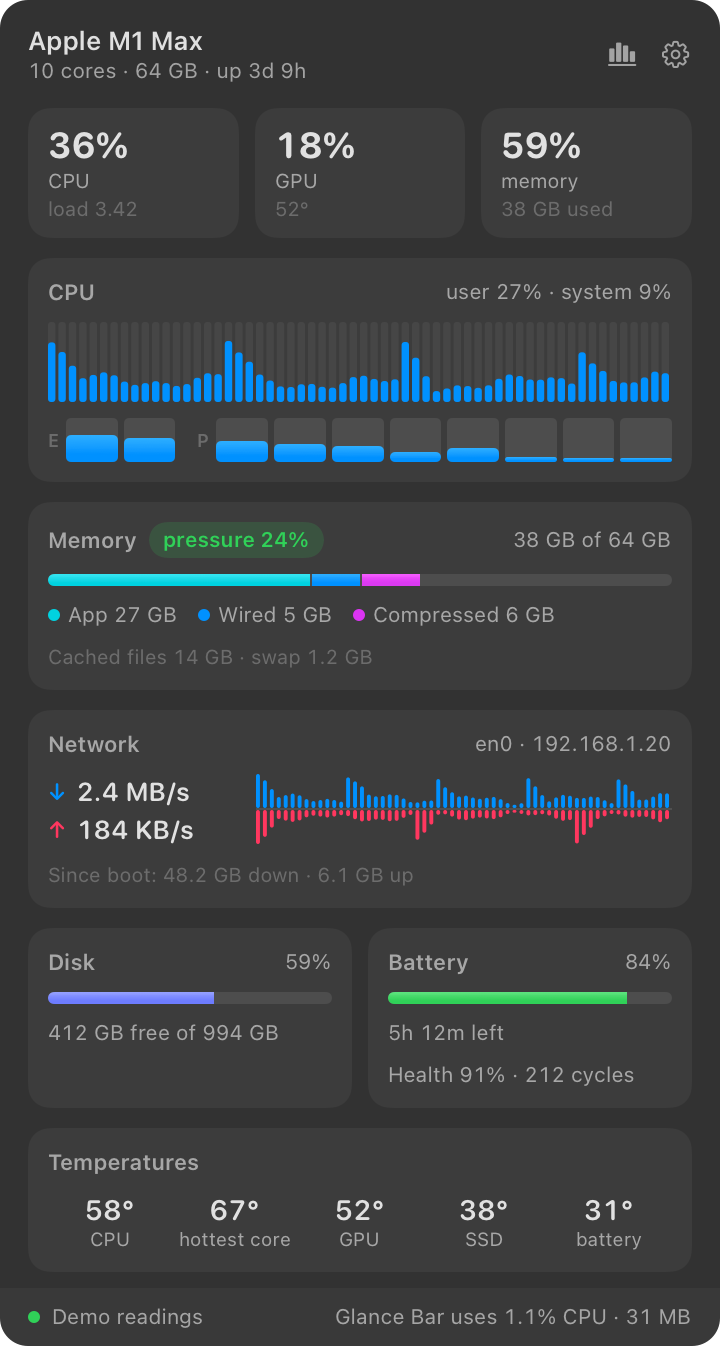 Apple M1 Max
10 cores · 64 GB · up 3d 9h
36%
CPU
load 3.42
18%
GPU
52°
59%
memory
38 GB used
CPU
user 27% · system 9%
E
P
Memory
pressure 24%
38 GB of 64 GB
App 27 GB
Wired 5 GB
Compressed 6 GB
Cached files 14 GB · swap 1.2 GB
Network
en0 · 192.168.1.20
↓ 2.4 MB/s
↑ 184 KB/s
Since boot: 48.2 GB down · 6.1 GB up
Disk
59%
412 GB free of 994 GB
Battery
84%
5h 12m left
Health 91% · 212 cycles
Temperatures
58°
CPU
67°
hottest core
52°
GPU
38°
SSD
31°
battery
Demo readings
Glance Bar uses 1.1% CPU · 31 MB